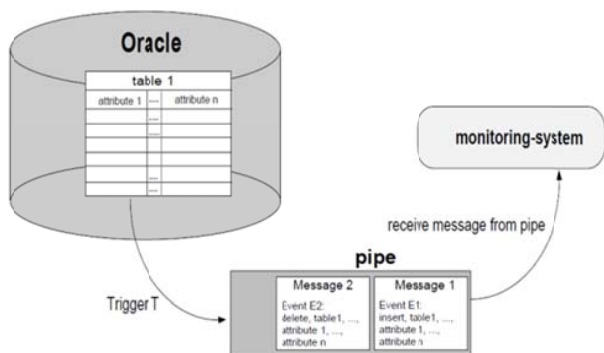 Oracle
table 1
attribute 1 .... attribute n
....
....
....
....
monitoring-system
receive message from pipe
pipe
Trigger T
Message 2
Event E2:
delete, table1, ...,
attribute 1, ...,
attribute n
Message 1
Event E1:
insert, table1, ...,
attribute 1, ...,
attribute n